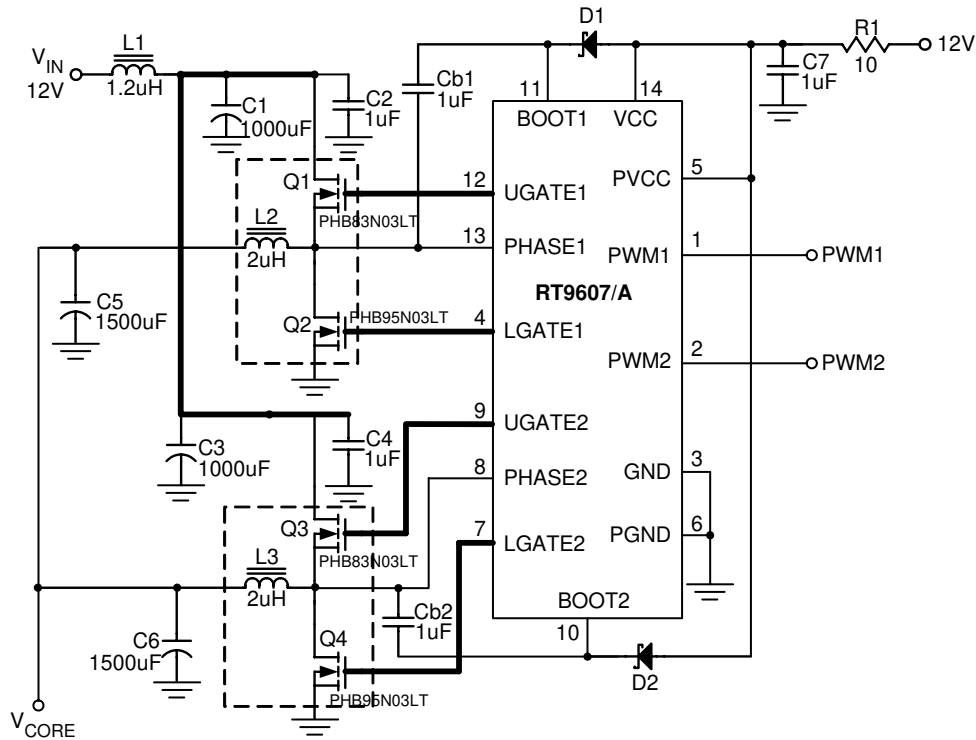 D1
R1
12V
10
C7
1uF
L1
V_IN
12V
1.2uH
Cb1
1uF
C2
1uF
C1
1000uF
11
14
BOOT1
VCC
Q1
12
UGATE1
PVCC
5
PHB83N03LT
L2
2uH
13
PHASE1
PWM1
1
PWM1
RT9607/A
C5
1500uF
Q2
PHB95N03LT
4
LGATE1
PWM2
2
PWM2
9
UGATE2
C3
1000uF
C4
1uF
8
PHASE2
GND
3
Q3
7
LGATE2
PGND
6
PHB83N03LT
L3
2uH
BOOT2
10
Cb2
1uF
C6
1500uF
Q4
PHB95N03LT
D2
V_CORE